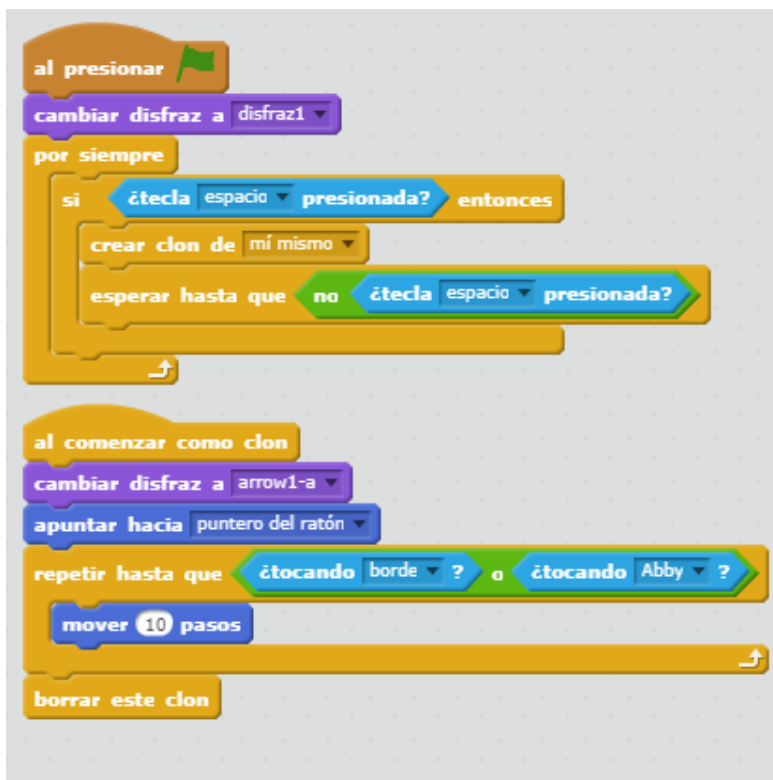 al presionar
cambiar disfraz a disfraz1
por siempre
si ¿tecla espacio presionada? entonces
crear clon de mí mismo
esperar hasta que no ¿tecla espacio presionada?
al comenzar como clon
cambiar disfraz a arrow1-a
apuntar hacia puntero del ratón
repetir hasta que ¿tocando borde ? o ¿tocando Abby ?
mover 10 pasos
borrar este clon